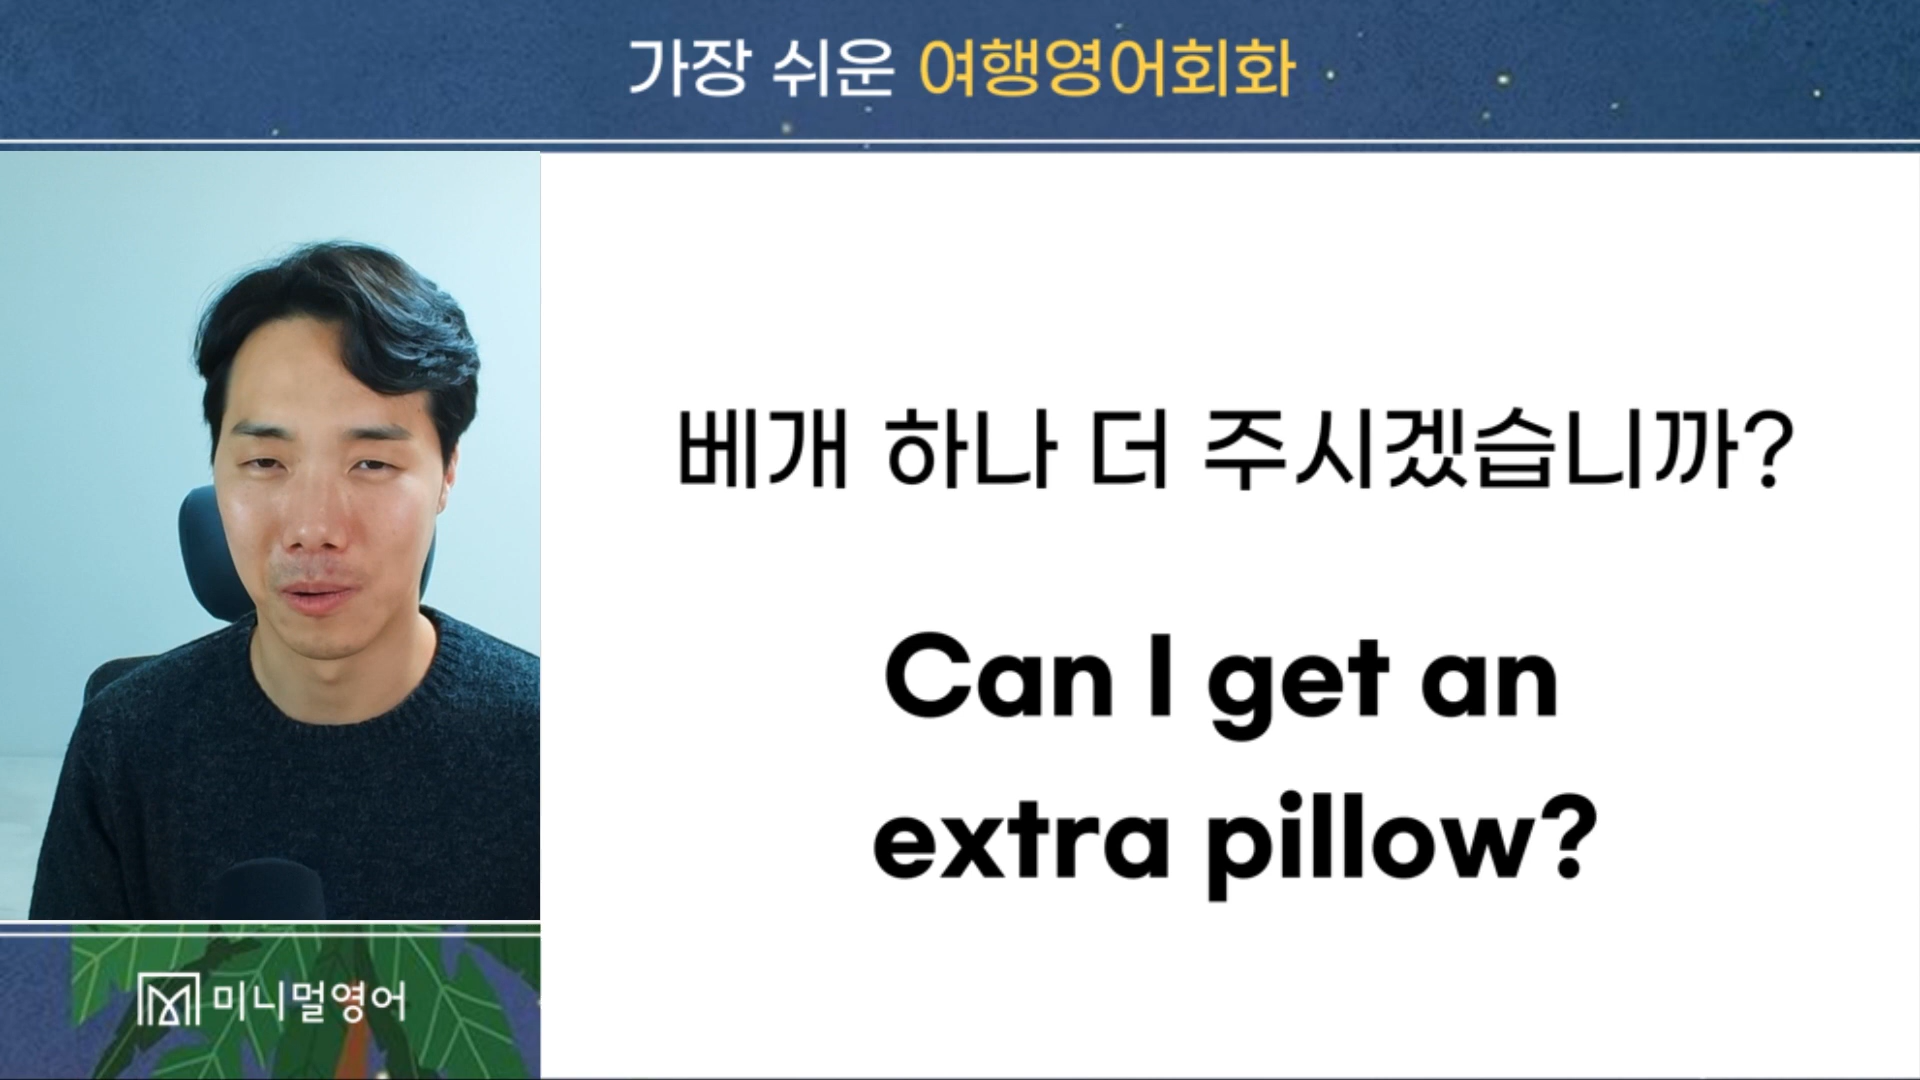 가장 쉬운 여행영어회화
베개 하나 더 주시겠습니까?
Can I get an
extra pillow?
미니멀영어